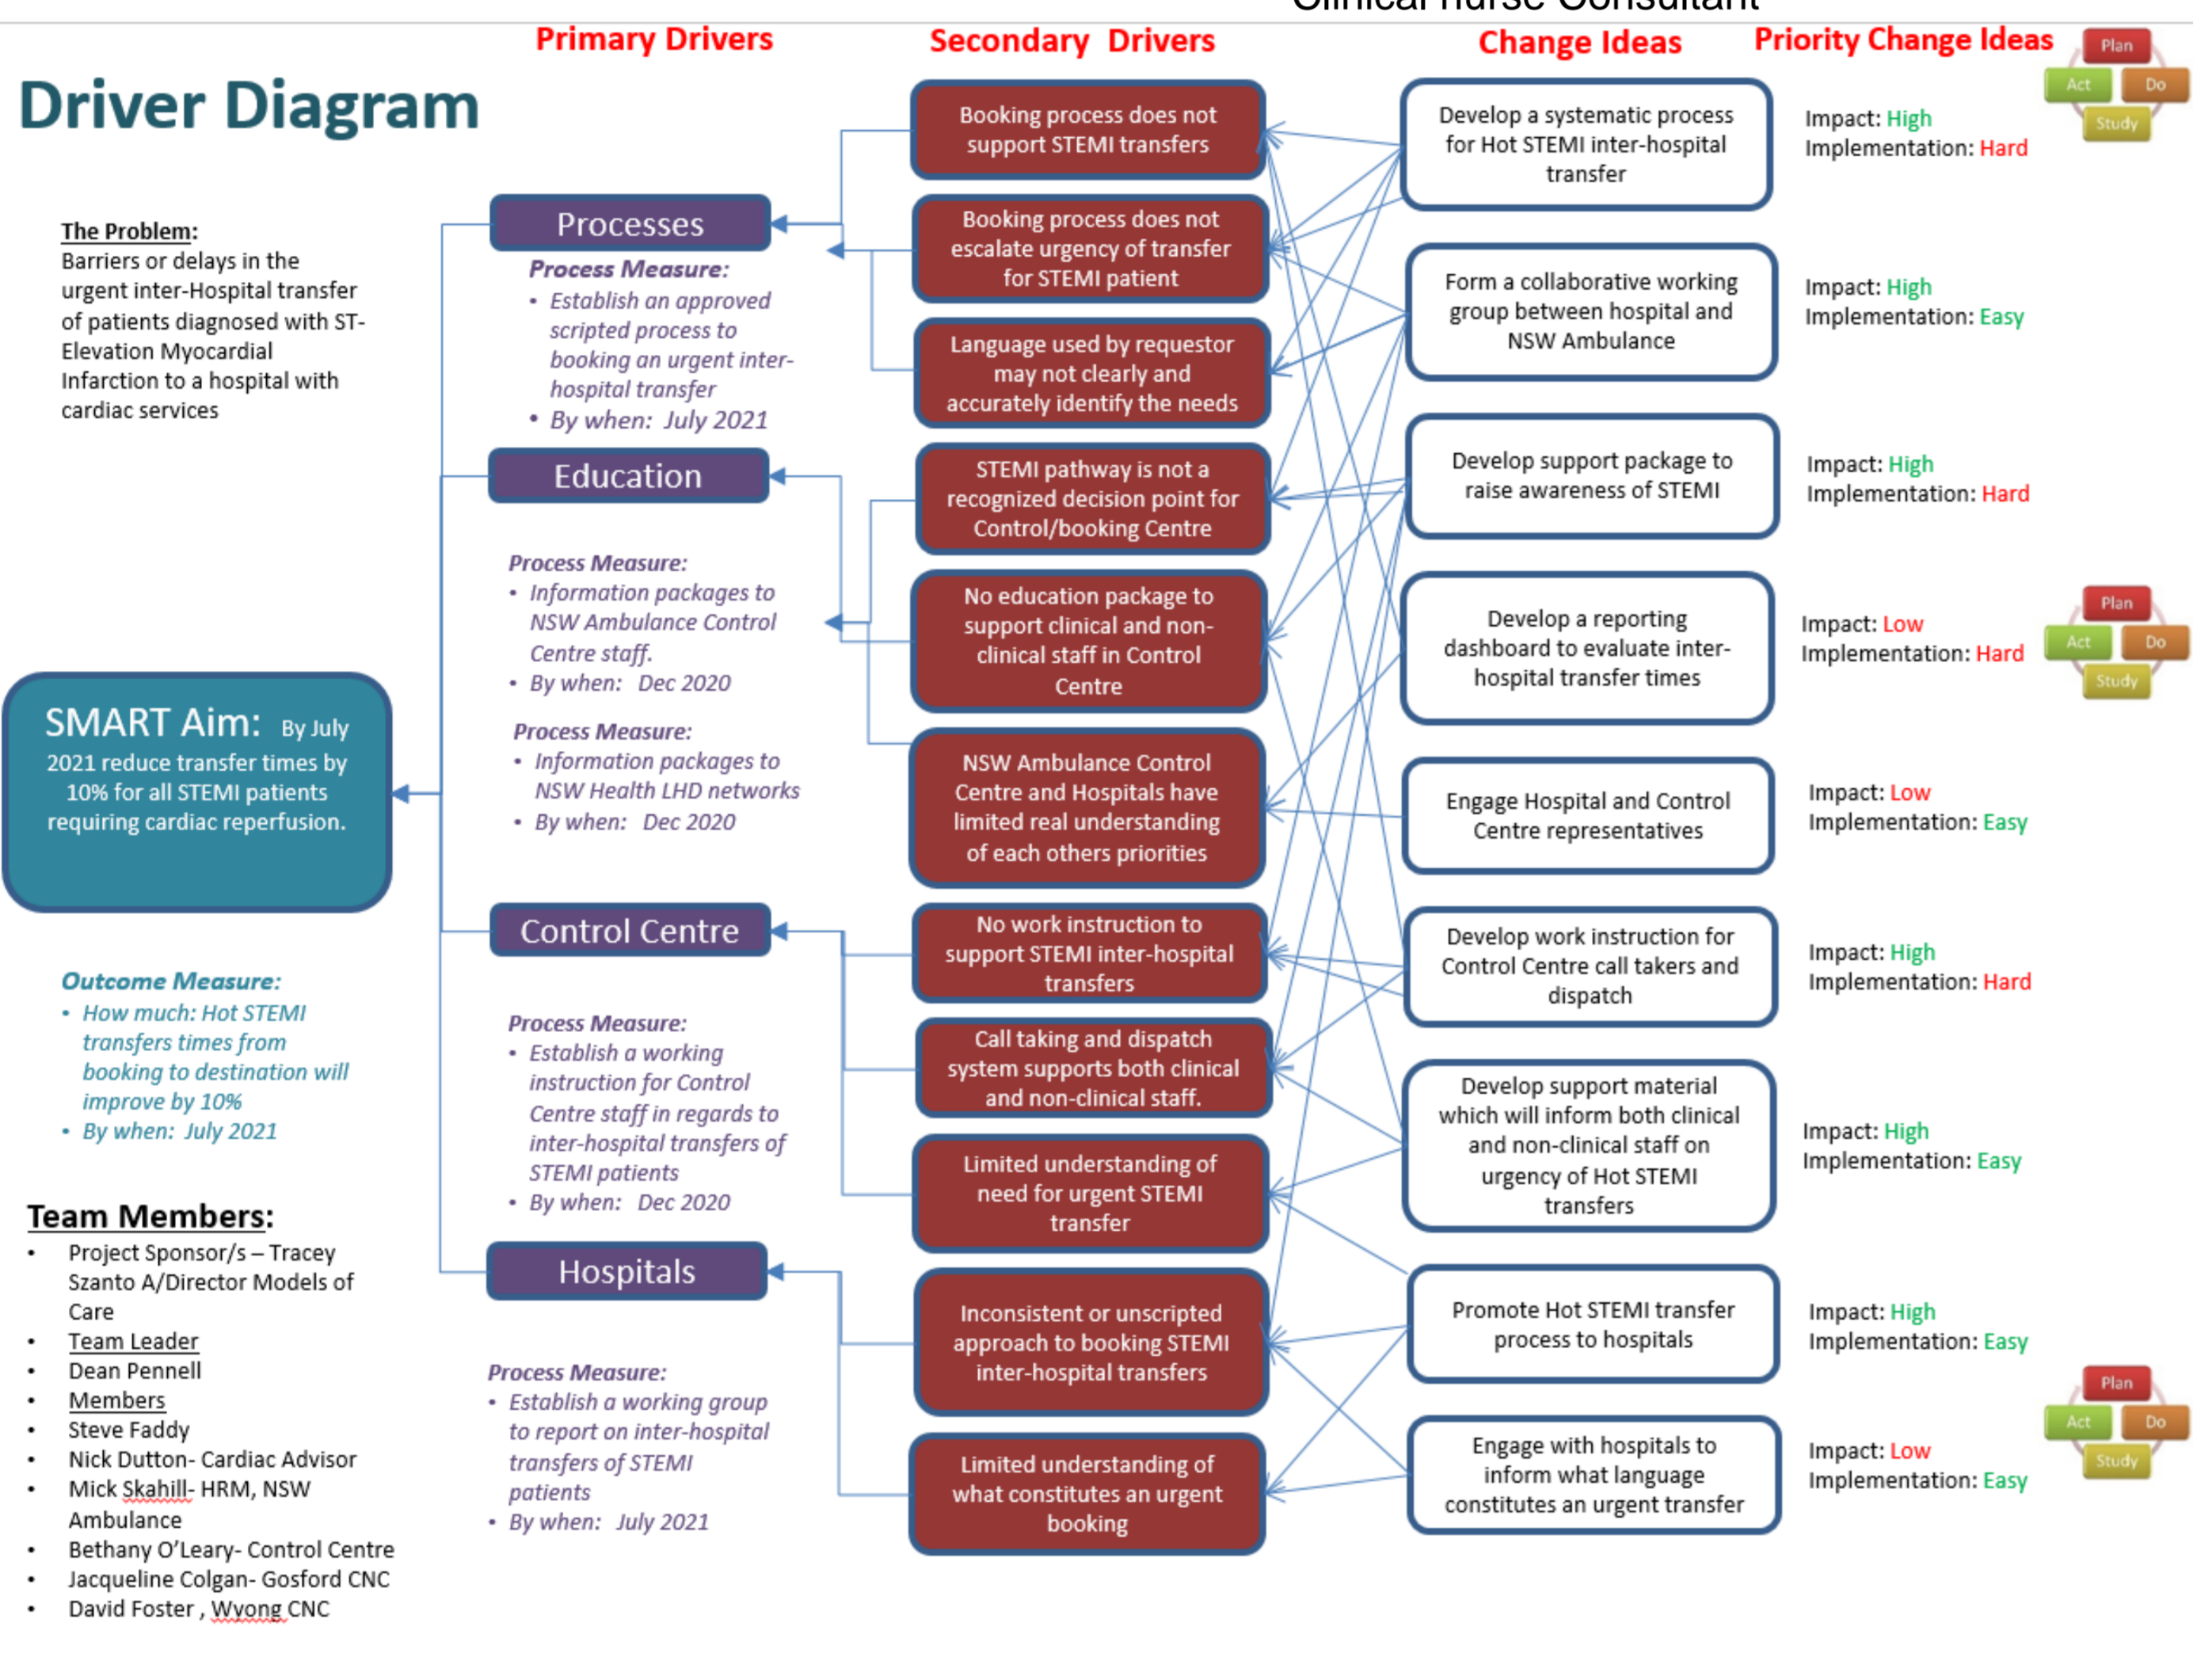 Clinical nurse Consultant
Primary Drivers
Secondary Drivers
Change Ideas
Priority Change Ideas
Driver Diagram
The Problem:
Barriers or delays in the
urgent inter-Hospital transfer
of patients diagnosed with ST-
Elevation Myocardial
Infarction to a hospital with
cardiac services
SMART Aim: By July
2021 reduce transfer times by
10% for all STEMI patients
requiring cardiac reperfusion.
Outcome Measure:
• How much: Hot STEMI
transfers times from
booking to destination will
improve by 10%
• By when: July 2021
Team Members:
• Project Sponsor/s – Tracey
Szanto A/Director Models of
Care
• Team Leader
• Dean Pennell
• Members
• Steve Faddy
• Nick Dutton- Cardiac Advisor
• Mick Skahill- HRM, NSW
Ambulance
• Bethany O'Leary- Control Centre
• Jacqueline Colgan- Gosford CNC
• David Foster , Wyong CNC
Processes
Process Measure:
• Establish an approved
scripted process to
booking an urgent inter-
hospital transfer
• By when: July 2021
Education
Process Measure:
• Information packages to
NSW Ambulance Control
Centre staff.
• By when: Dec 2020
Process Measure:
• Information packages to
NSW Health LHD networks
• By when: Dec 2020
Control Centre
Process Measure:
• Establish a working
instruction for Control
Centre staff in regards to
inter-hospital transfers of
STEMI patients
• By when: Dec 2020
Hospitals
Process Measure:
• Establish a working group
to report on inter-hospital
transfers of STEMI
patients
• By when: July 2021
Booking process does not
support STEMI transfers
Booking process does not
escalate urgency of transfer
for STEMI patient
Language used by requestor
may not clearly and
accurately identify the needs
STEMI pathway is not a
recognized decision point for
Control/booking Centre
No education package to
support clinical and non-
clinical staff in Control
Centre
NSW Ambulance Control
Centre and Hospitals have
limited real understanding
of each others priorities
No work instruction to
support STEMI inter-hospital
transfers
Call taking and dispatch
system supports both clinical
and non-clinical staff.
Limited understanding of
need for urgent STEMI
transfer
Inconsistent or unscripted
approach to booking STEMI
inter-hospital transfers
Limited understanding of
what constitutes an urgent
booking
Develop a systematic process
for Hot STEMI inter-hospital
transfer
Form a collaborative working
group between hospital and
NSW Ambulance
Develop support package to
raise awareness of STEMI
Develop a reporting
dashboard to evaluate inter-
hospital transfer times
Engage Hospital and Control
Centre representatives
Develop work instruction for
Control Centre call takers and
dispatch
Develop support material
which will inform both clinical
and non-clinical staff on
urgency of Hot STEMI
transfers
Promote Hot STEMI transfer
process to hospitals
Engage with hospitals to
inform what language
constitutes an urgent transfer
Impact: High
Implementation: Hard
Impact: High
Implementation: Easy
Impact: High
Implementation: Hard
Impact: Low
Implementation: Hard
Impact: Low
Implementation: Easy
Impact: High
Implementation: Hard
Impact: High
Implementation: Easy
Impact: High
Implementation: Easy
Impact: Low
Implementation: Easy
Plan
Act
Do
Study
Plan
Act
Do
Study
Plan
Act
Do
Study